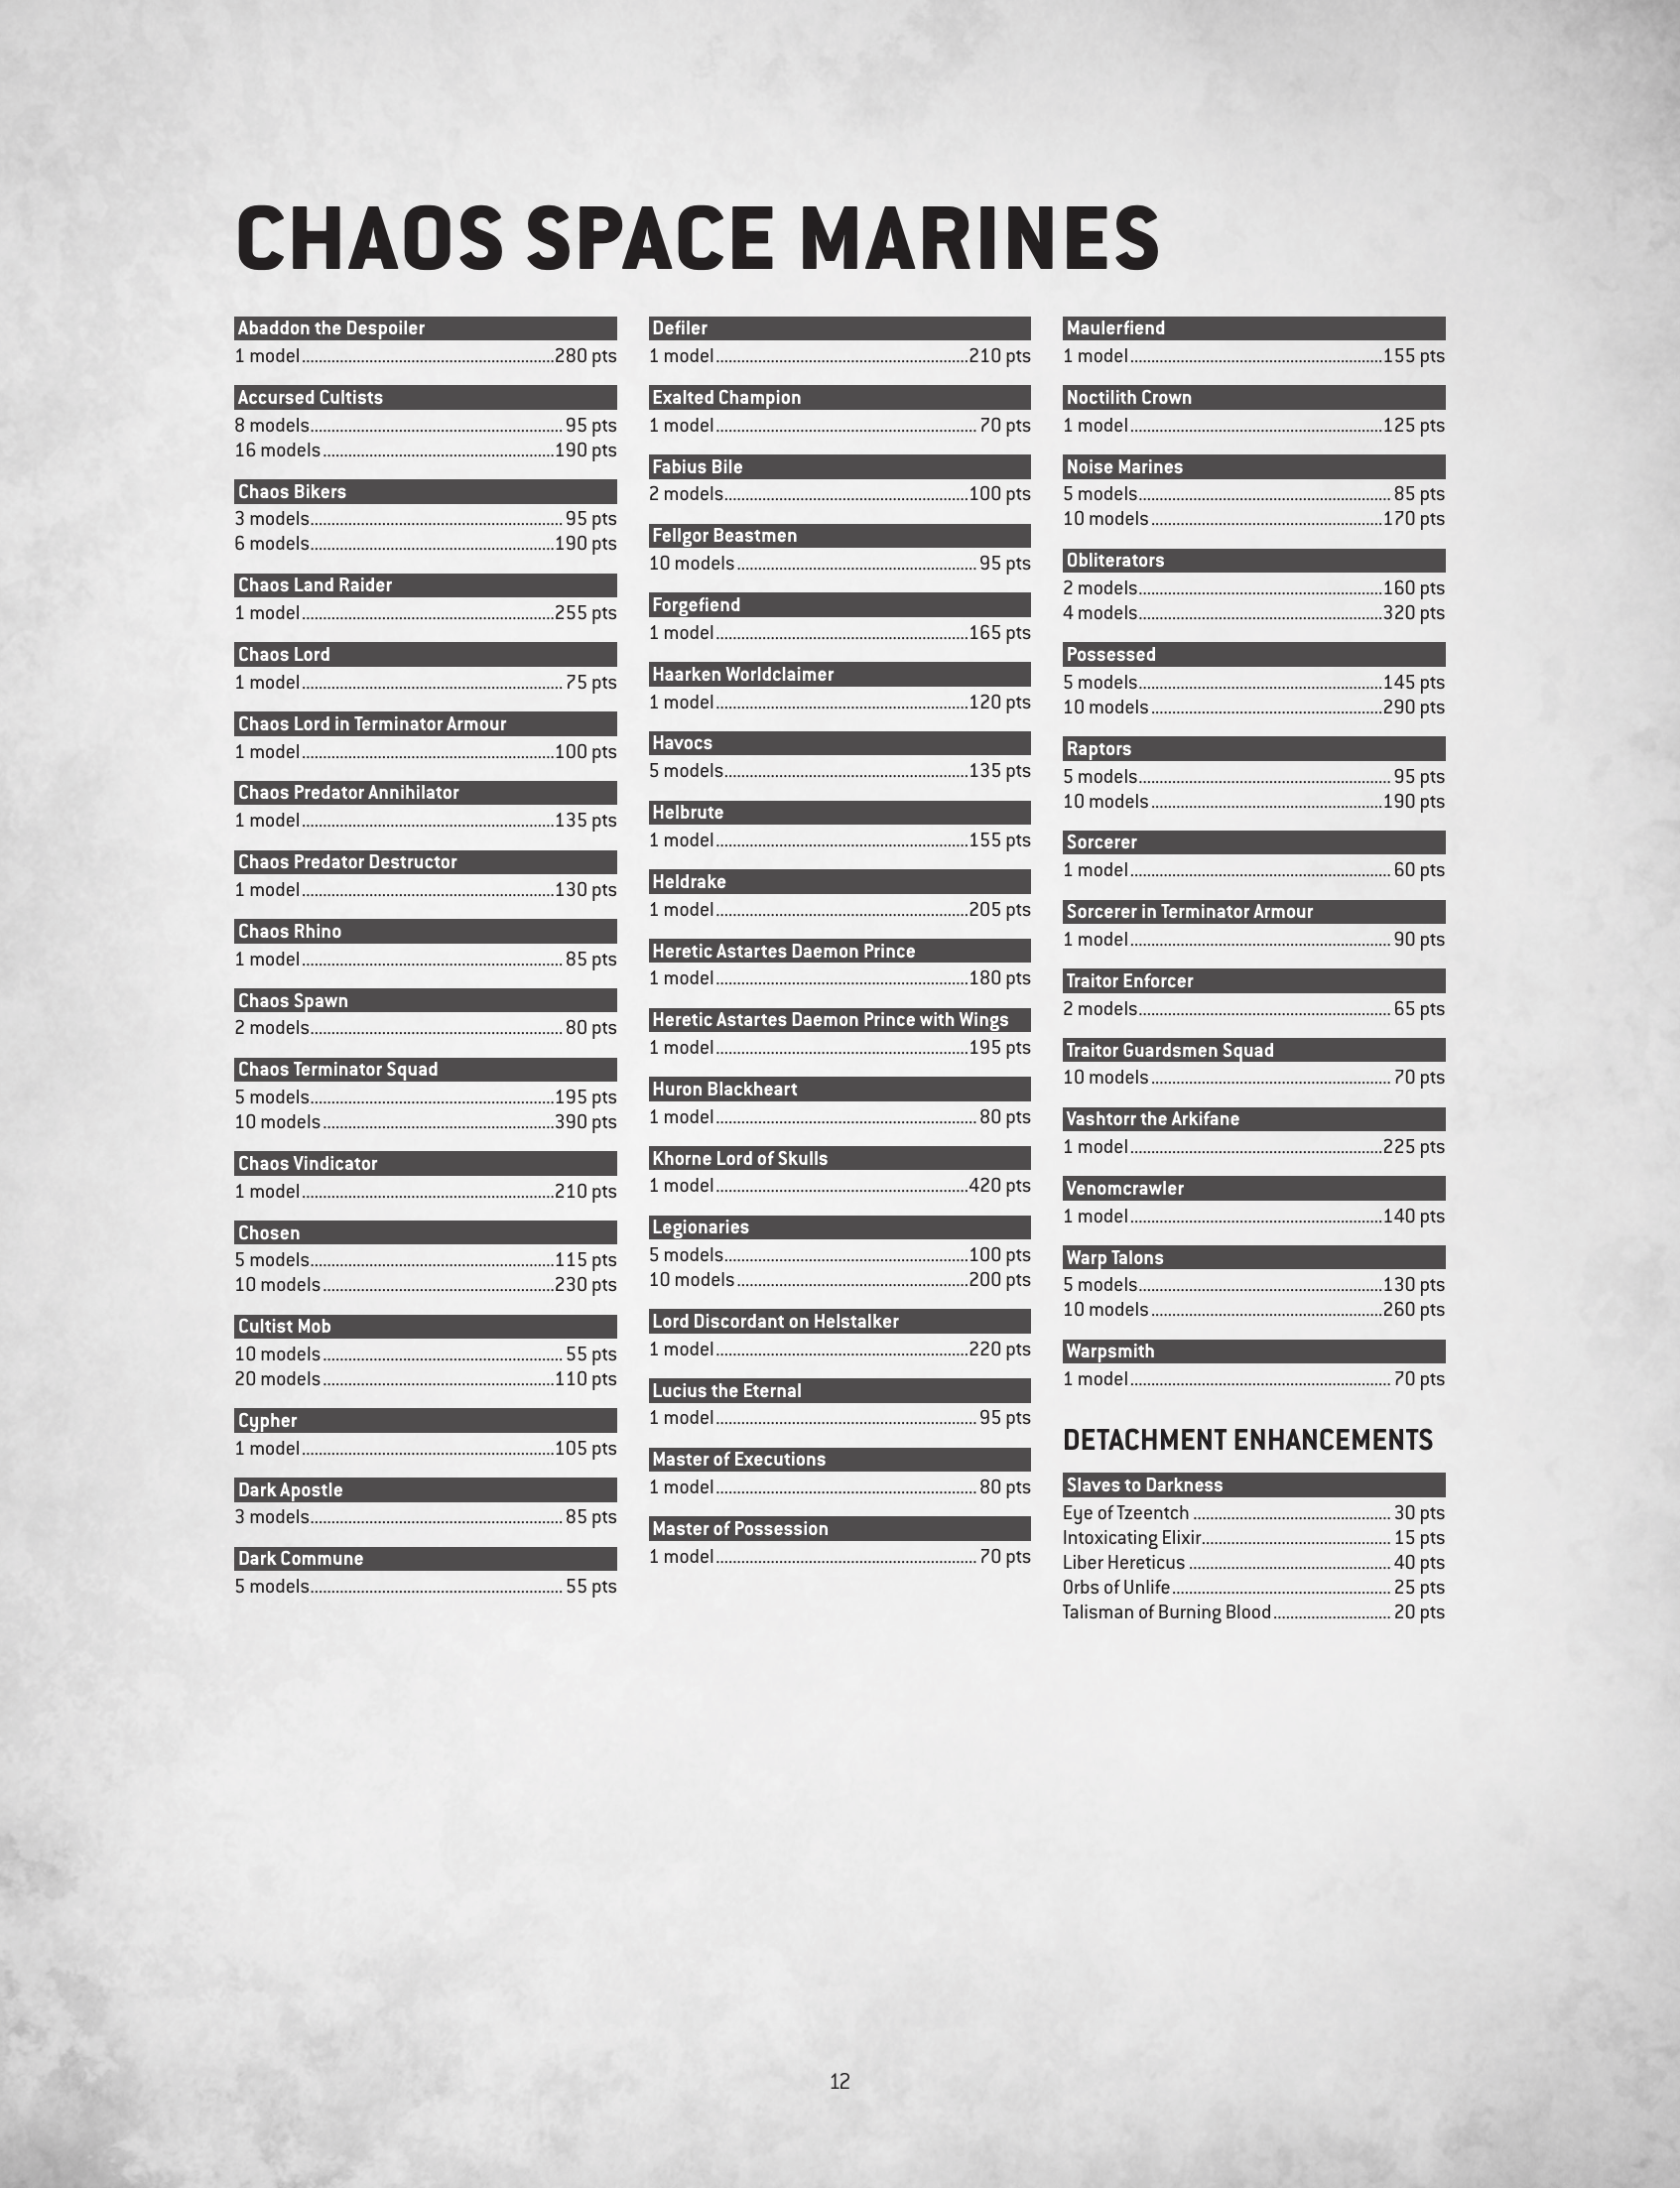 CHAOS SPACE MARINES
Abaddon the Despoiler
1 model............280 pts
Accursed Cultists
8 models............95 pts
16 models............190 pts
Chaos Bikers
3 models............95 pts
6 models............190 pts
Chaos Land Raider
1 model............255 pts
Chaos Lord
1 model............75 pts
Chaos Lord in Terminator Armour
1 model............100 pts
Chaos Predator Annihilator
1 model............135 pts
Chaos Predator Destructor
1 model............130 pts
Chaos Rhino
1 model............85 pts
Chaos Spawn
2 models............80 pts
Chaos Terminator Squad
5 models............195 pts
10 models............390 pts
Chaos Vindicator
1 model............210 pts
Chosen
5 models............115 pts
10 models............230 pts
Cultist Mob
10 models............55 pts
20 models............110 pts
Cypher
1 model............105 pts
Dark Apostle
3 models............85 pts
Dark Commune
5 models............55 pts
Defiler
1 model............210 pts
Exalted Champion
1 model............70 pts
Fabius Bile
2 models............100 pts
Fellgor Beastmen
10 models............95 pts
Forgefiend
1 model............165 pts
Haarken Worldclaimer
1 model............120 pts
Havocs
5 models............135 pts
Helbrute
1 model............155 pts
Heldrake
1 model............205 pts
Heretic Astartes Daemon Prince
1 model............180 pts
Heretic Astartes Daemon Prince with Wings
1 model............195 pts
Huron Blackheart
1 model............80 pts
Khorne Lord of Skulls
1 model............420 pts
Legionaries
5 models............100 pts
10 models............200 pts
Lord Discordant on Helstalker
1 model............220 pts
Lucius the Eternal
1 model............95 pts
Master of Executions
1 model............80 pts
Master of Possession
1 model............70 pts
Maulerfiend
1 model............155 pts
Noctilith Crown
1 model............125 pts
Noise Marines
5 models............85 pts
10 models............170 pts
Obliterators
2 models............160 pts
4 models............320 pts
Possessed
5 models............145 pts
10 models............290 pts
Raptors
5 models............95 pts
10 models............190 pts
Sorcerer
1 model............60 pts
Sorcerer in Terminator Armour
1 model............90 pts
Traitor Enforcer
2 models............65 pts
Traitor Guardsmen Squad
10 models............70 pts
Vashtorr the Arkifane
1 model............225 pts
Venomcrawler
1 model............140 pts
Warp Talons
5 models............130 pts
10 models............260 pts
Warpsmith
1 model............70 pts
DETACHMENT ENHANCEMENTS
Slaves to Darkness
Eye of Tzeentch............30 pts
Intoxicating Elixir............15 pts
Liber Hereticus............40 pts
Orbs of Unlife............25 pts
Talisman of Burning Blood............20 pts
12